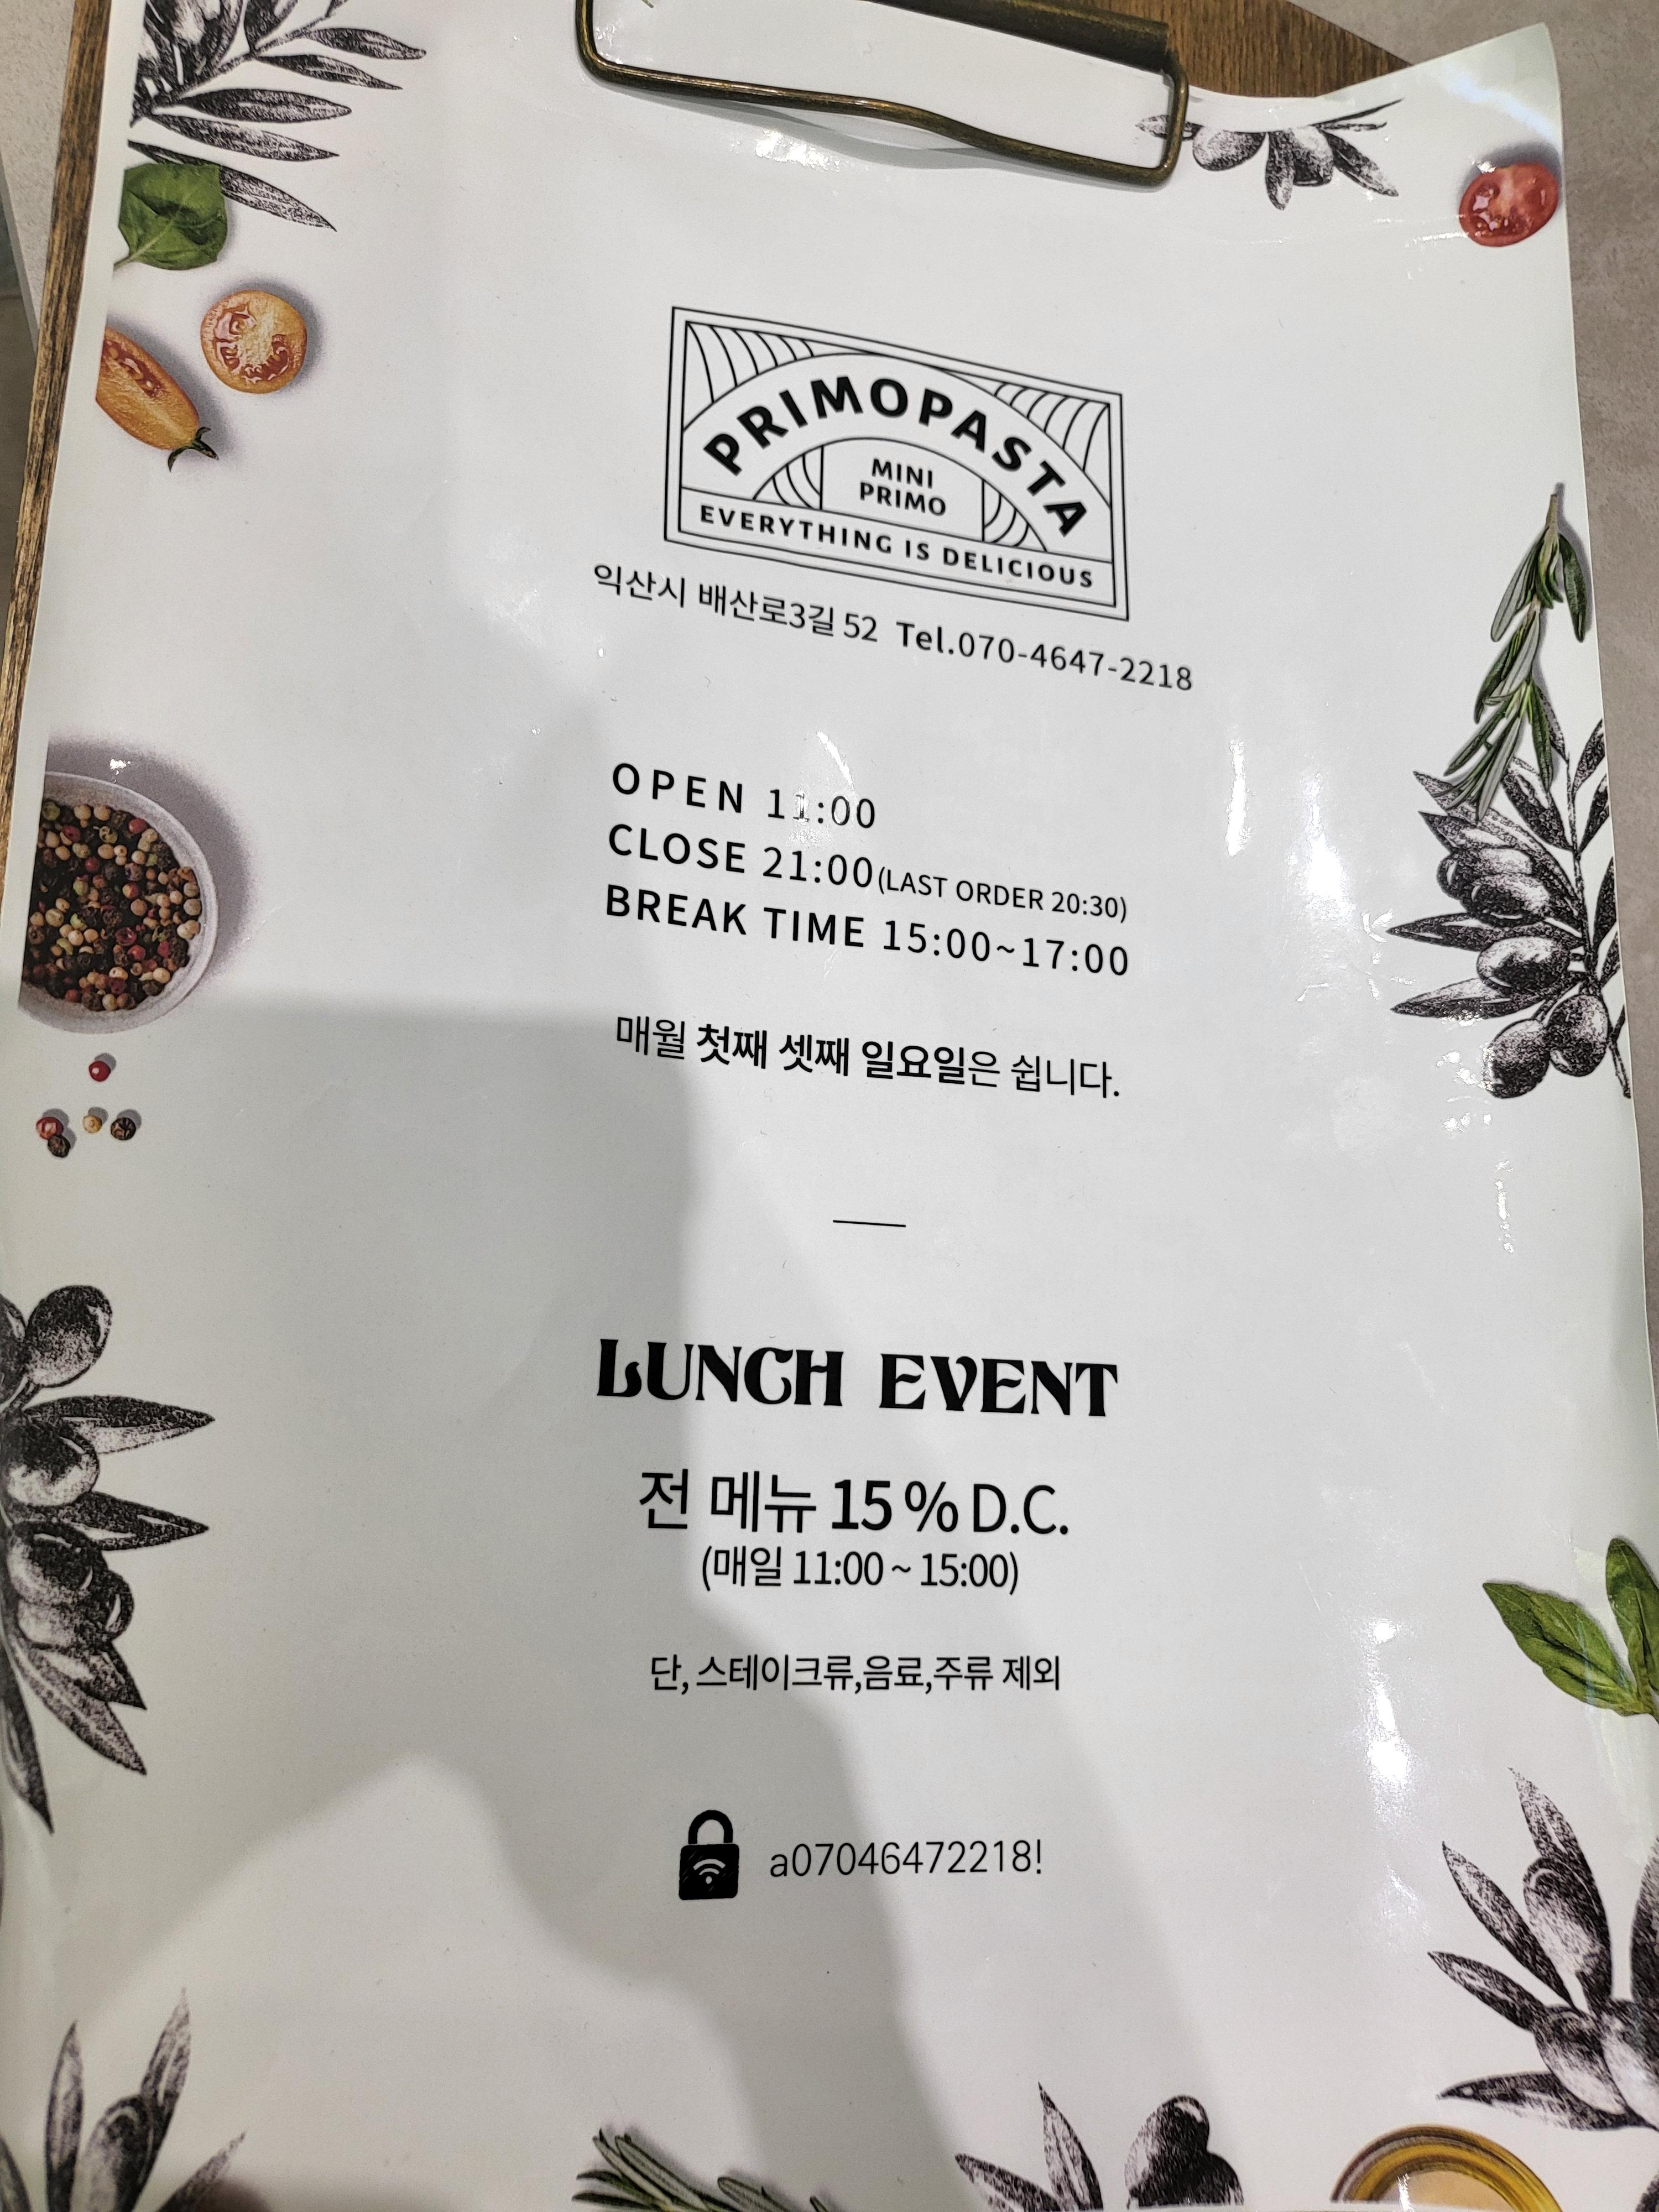 PRIMOPASTA
MINI
PRIMO
EVERYTHING IS DELICIOUS
익산시 배산로3길 52 Tel.070-4647-2218
OPEN 11:00
CLOSE 21:00(LAST ORDER 20:30)
BREAK TIME 15:00~17:00
매월 첫째 셋째 일요일은 쉽니다.
LUNCH EVENT
전 메뉴 15% D.C.
(매일 11:00 ~ 15:00)
단, 스테이크류,음료,주류 제외
a07046472218!